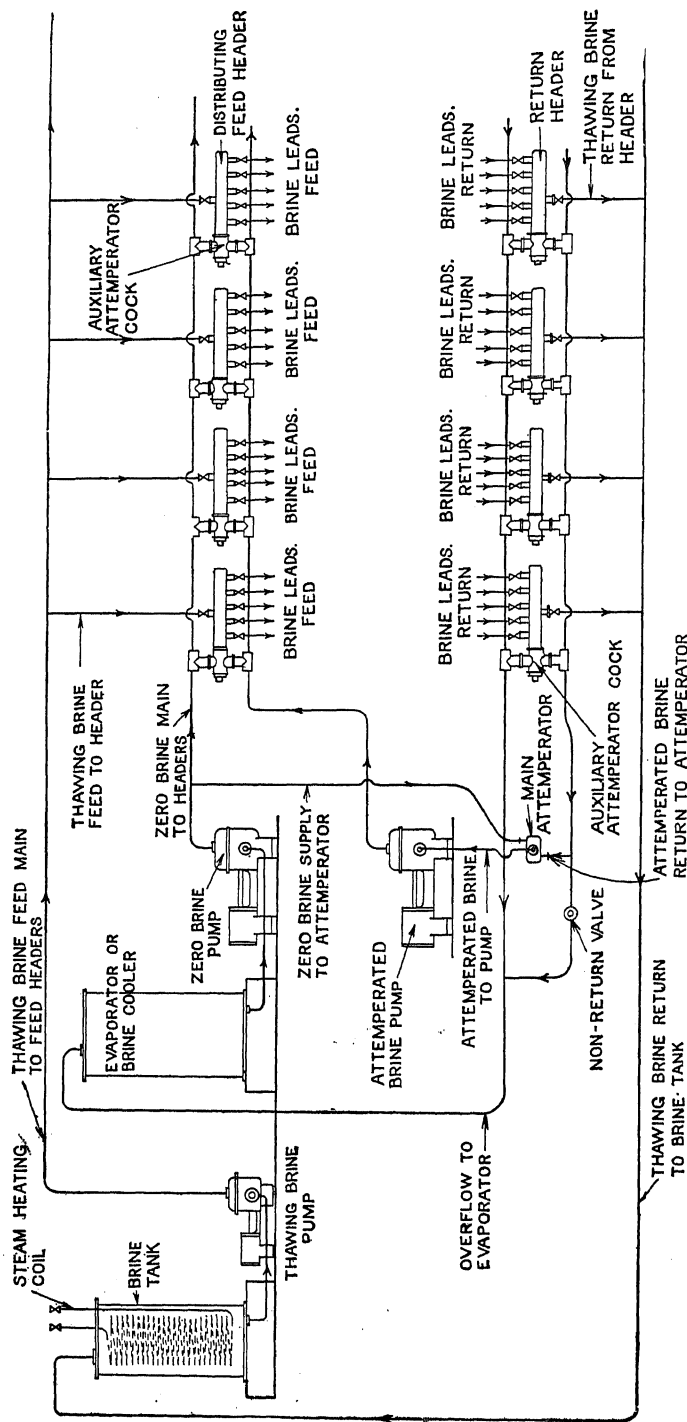 STEAM HEATING
COIL
THAWING BRINE FEED MAIN
TO FEED HEADERS
BRINE
TANK
THAWING BRINE
PUMP
EVAPORATOR OR
BRINE COOLER
ZERO BRINE
PUMP
THAWING BRINE
FEED TO HEADER
ZERO BRINE MAIN
TO HEADERS
AUXILIARY
ATTEMPERATOR
COCK
DISTRIBUTING
FEED HEADER
BRINE LEADS.
FEED
BRINE LEADS.
FEED
BRINE LEADS.
FEED
BRINE LEADS.
FEED
ZERO BRINE SUPPLY
TO ATTEMPERATOR
ATTEMPERATED
BRINE PUMP
ATTEMPERATED BRINE
TO PUMP
OVERFLOW TO
EVAPORATOR
MAIN
ATTEMPERATOR
BRINE LEADS.
RETURN
BRINE LEADS.
RETURN
BRINE LEADS.
RETURN
BRINE LEADS.
RETURN
RETURN
HEADER
THAWING BRINE
RETURN FROM
HEADER
AUXILIARY
ATTEMPERATOR COCK
NON-RETURN VALVE
ATTEMPERATED BRINE
RETURN TO ATTEMPERATOR
THAWING BRINE RETURN
TO BRINE TANK